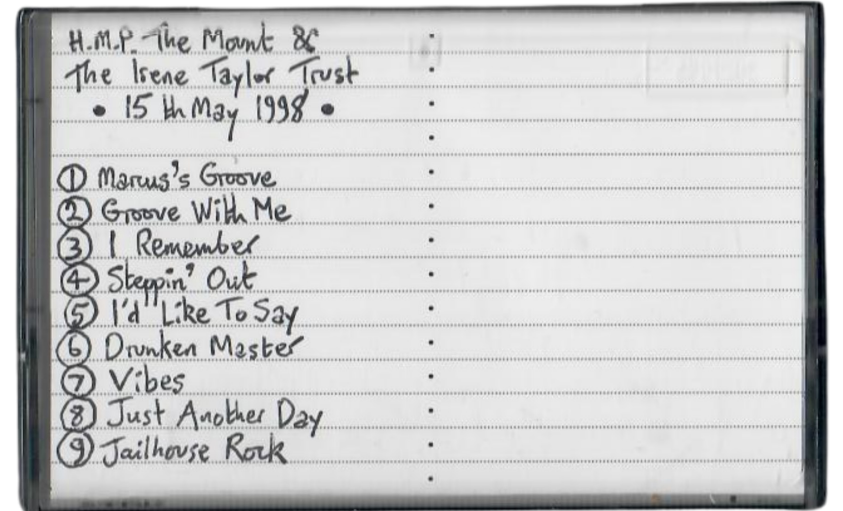 H.M.P. The Mount &
The Irene Taylor Trust
• 15th May 1998 •
① Marcus's Groove
② Groove With Me
③ I Remember
④ Steppin' Out
⑤ I'd Like To Say
⑥ Drunken Master
⑦ Vibes
⑧ Just Another Day
⑨ Jailhouse Rock